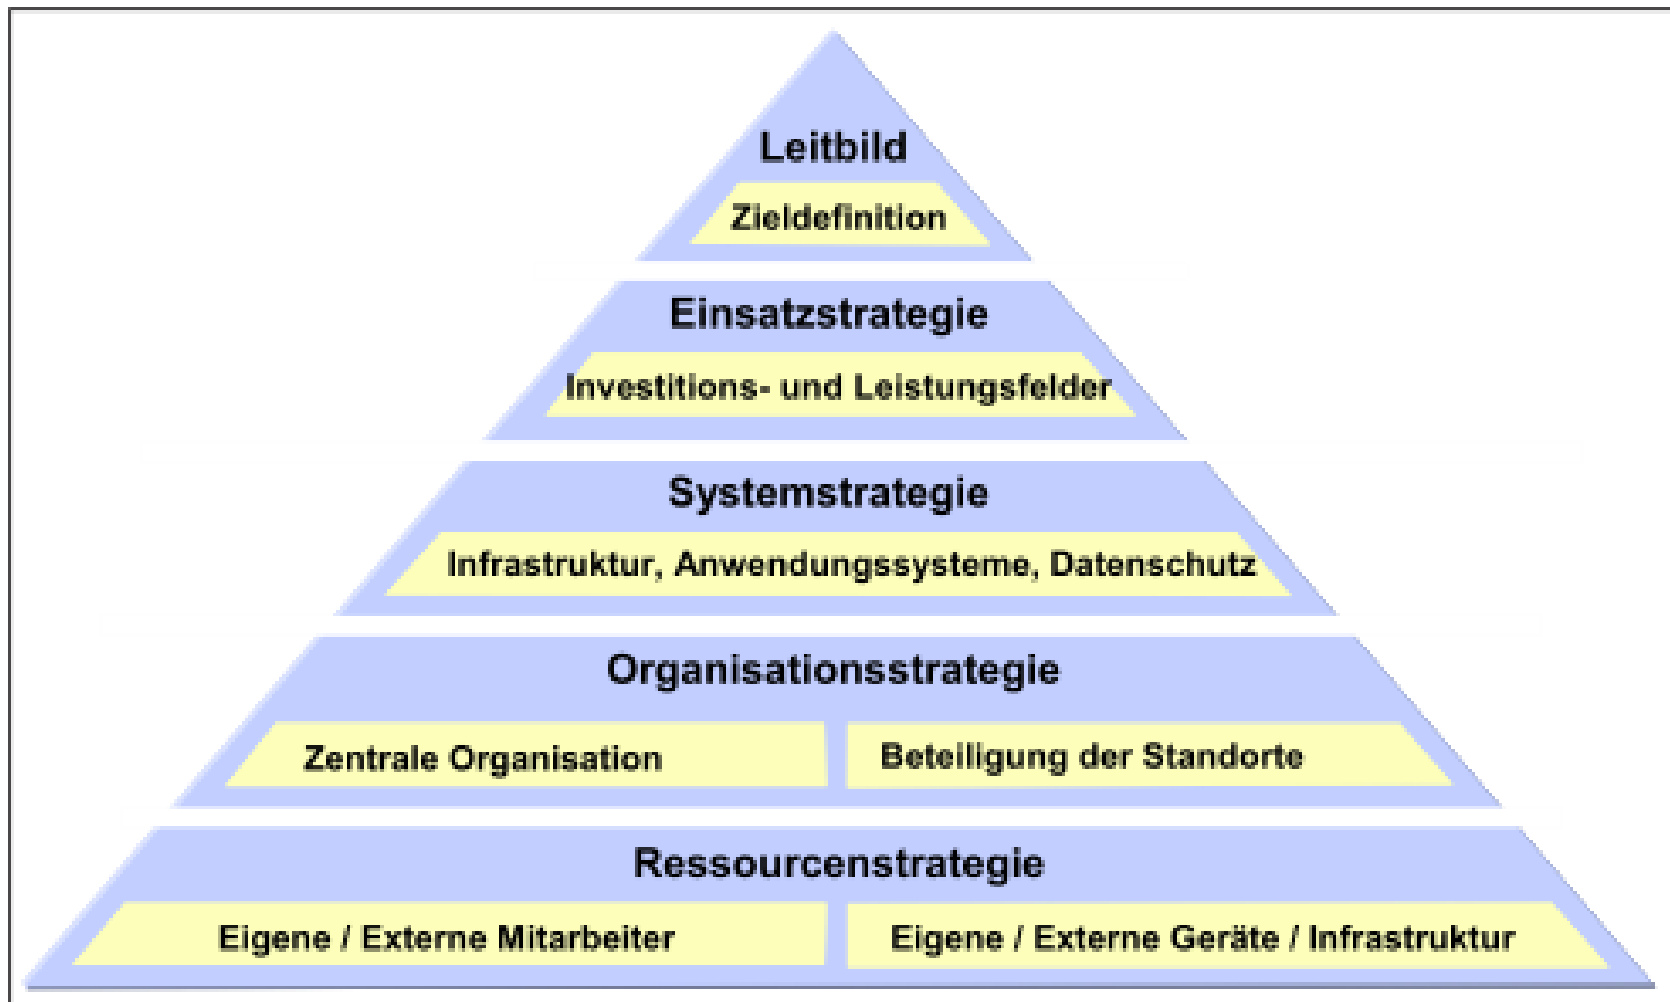 Leitbild
Zieldefinition
Einsatzstrategie
Investitions- und Leistungsfelder
Systemstrategie
Infrastruktur, Anwendungssysteme, Datenschutz
Organisationsstrategie
Zentrale Organisation
Beteiligung der Standorte
Ressourcenstrategie
Eigene / Externe Mitarbeiter
Eigene / Externe Geräte / Infrastruktur